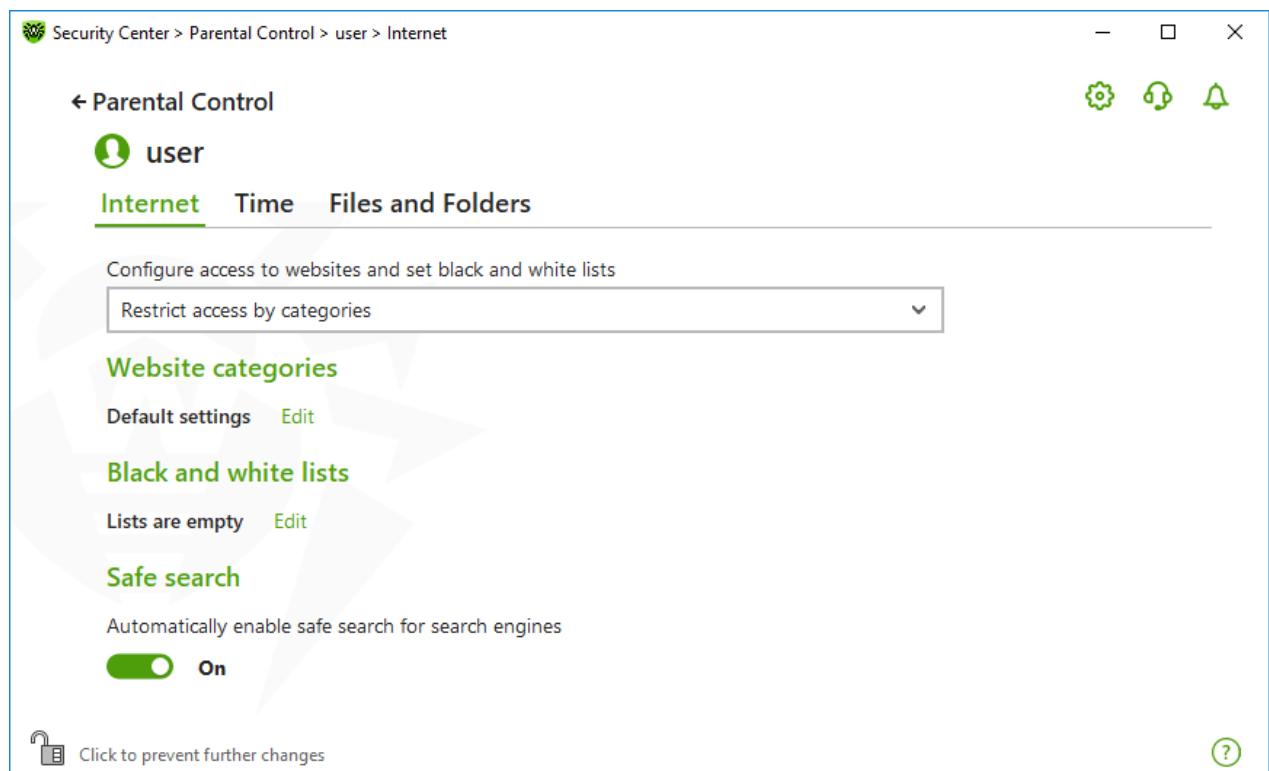 Security Center > Parental Control > user > Internet
Parental Control
user
Internet Time Files and Folders
Configure access to websites and set black and white lists
Restrict access by categories
Website categories
Default settings Edit
Black and white lists
Lists are empty Edit
Safe search
Automatically enable safe search for search engines
On
Click to prevent further changes
?